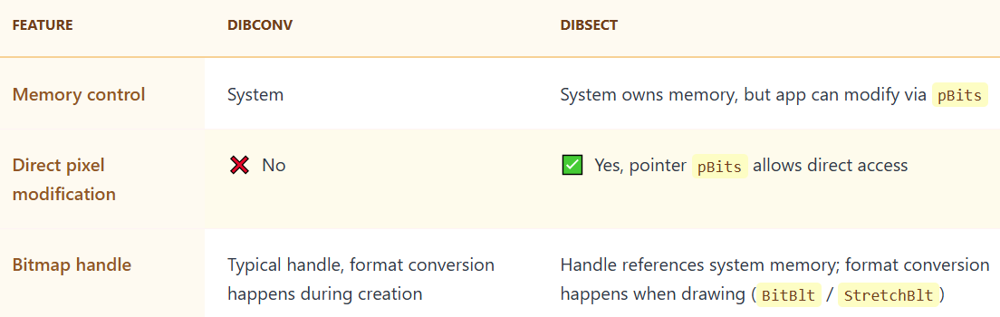 FEATURE DIBCONV DIBSECT
Memory control System System owns memory, but app can modify via pBits
Direct pixel ❌ No ✅ Yes, pointer pBits allows direct access
modification
Bitmap handle Typical handle, format conversion Handle references system memory; format conversion
happens during creation happens when drawing (BitBlt / StretchBlt)